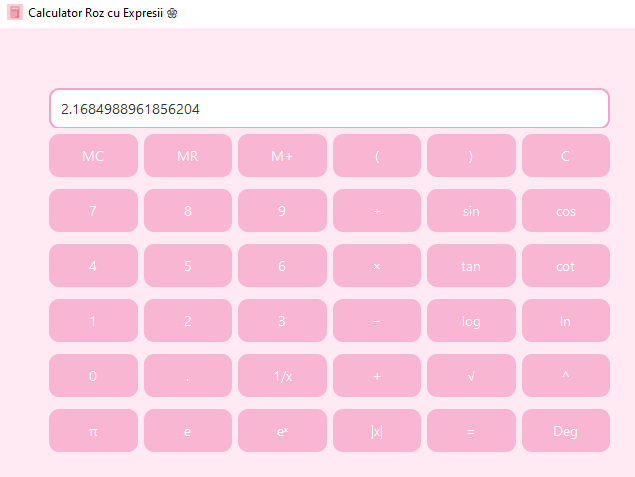 Calculator Roz cu Expresii 🌸
2.1684988961856204
MC MR M+ ( ) C
7 8 9 ÷ sin cos
4 5 6 × tan cot
1 2 3 − log ln
0 . 1/x + √ ^
π e eˣ |x| = Deg